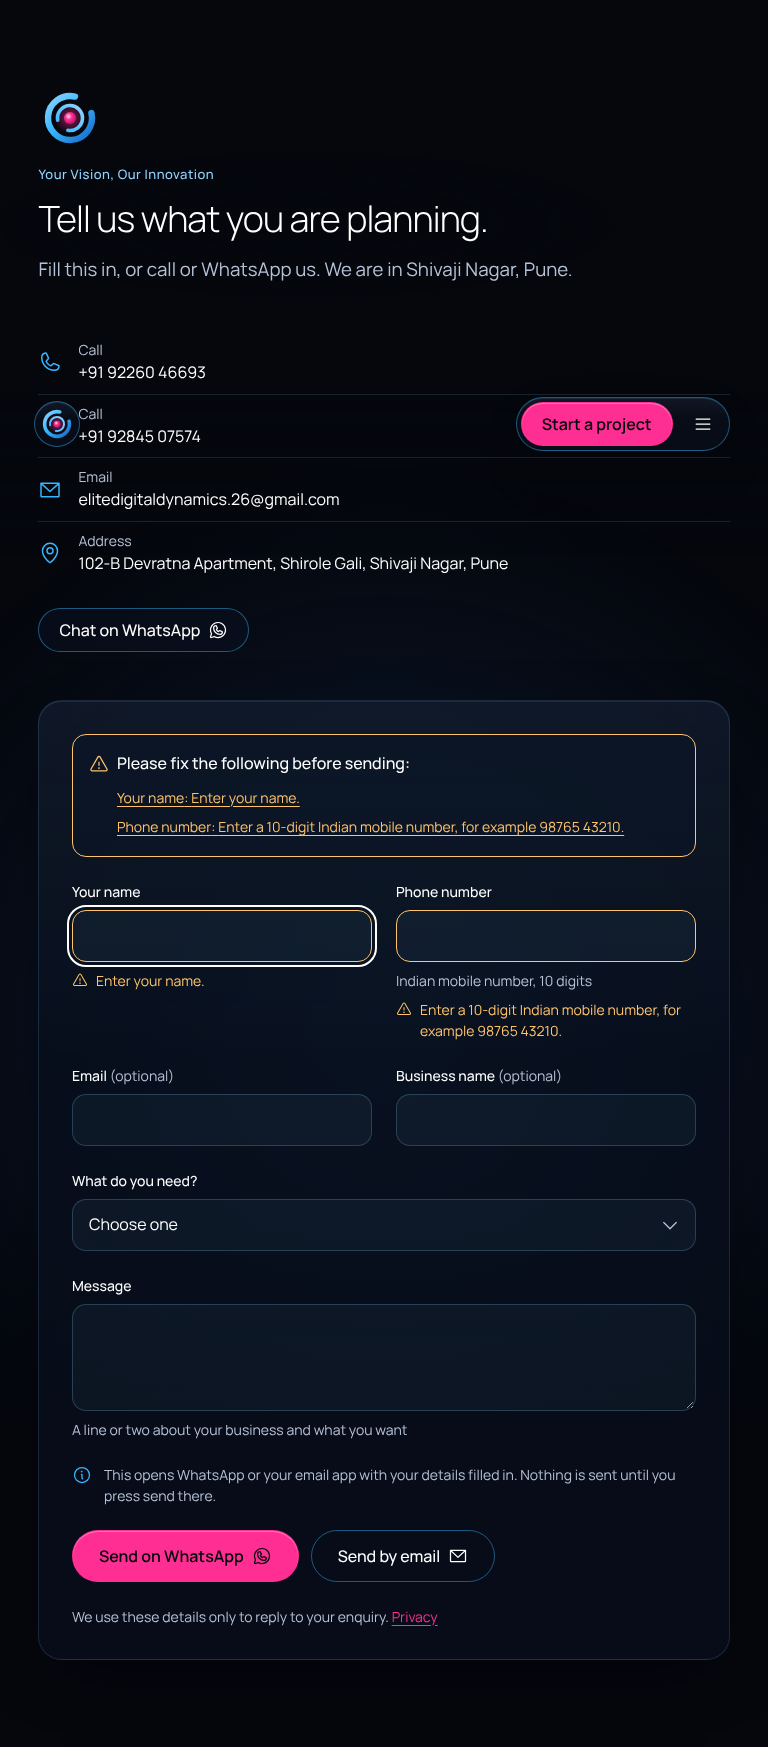 Your Vision, Our Innovation
Tell us what you are planning.
Fill this in, or call or WhatsApp us. We are in Shivaji Nagar, Pune.
Call
+91 92260 46693
Call
+91 92845 07574
Start a project
Email
elitedigitaldynamics.26@gmail.com
Address
102-B Devratna Apartment, Shirole Gali, Shivaji Nagar, Pune
Chat on WhatsApp
Please fix the following before sending:
Your name: Enter your name.
Phone number: Enter a 10-digit Indian mobile number, for example 98765 43210.
Your name
Phone number
Enter your name.
Indian mobile number, 10 digits
Enter a 10-digit Indian mobile number, for
example 98765 43210.
Email (optional)
Business name (optional)
What do you need?
Choose one
Message
A line or two about your business and what you want
This opens WhatsApp or your email app with your details filled in. Nothing is sent until you
press send there.
Send on WhatsApp
Send by email
We use these details only to reply to your enquiry. Privacy